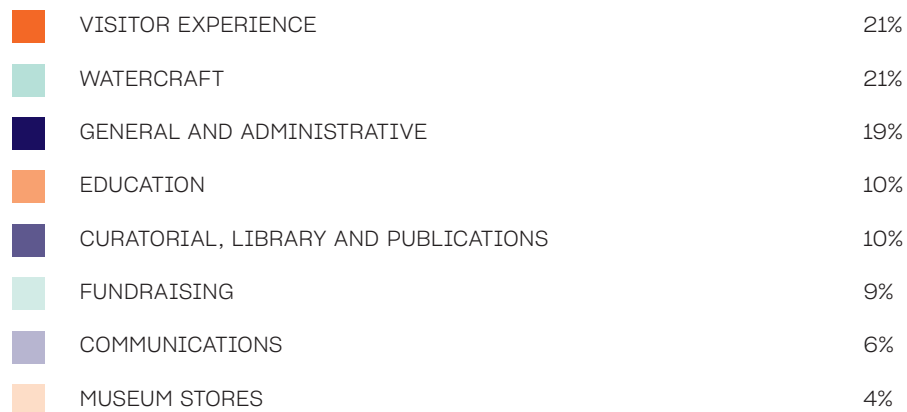 VISITOR EXPERIENCE 21%
WATERCRAFT 21%
GENERAL AND ADMINISTRATIVE 19%
EDUCATION 10%
CURATORIAL, LIBRARY AND PUBLICATIONS 10%
FUNDRAISING 9%
COMMUNICATIONS 6%
MUSEUM STORES 4%